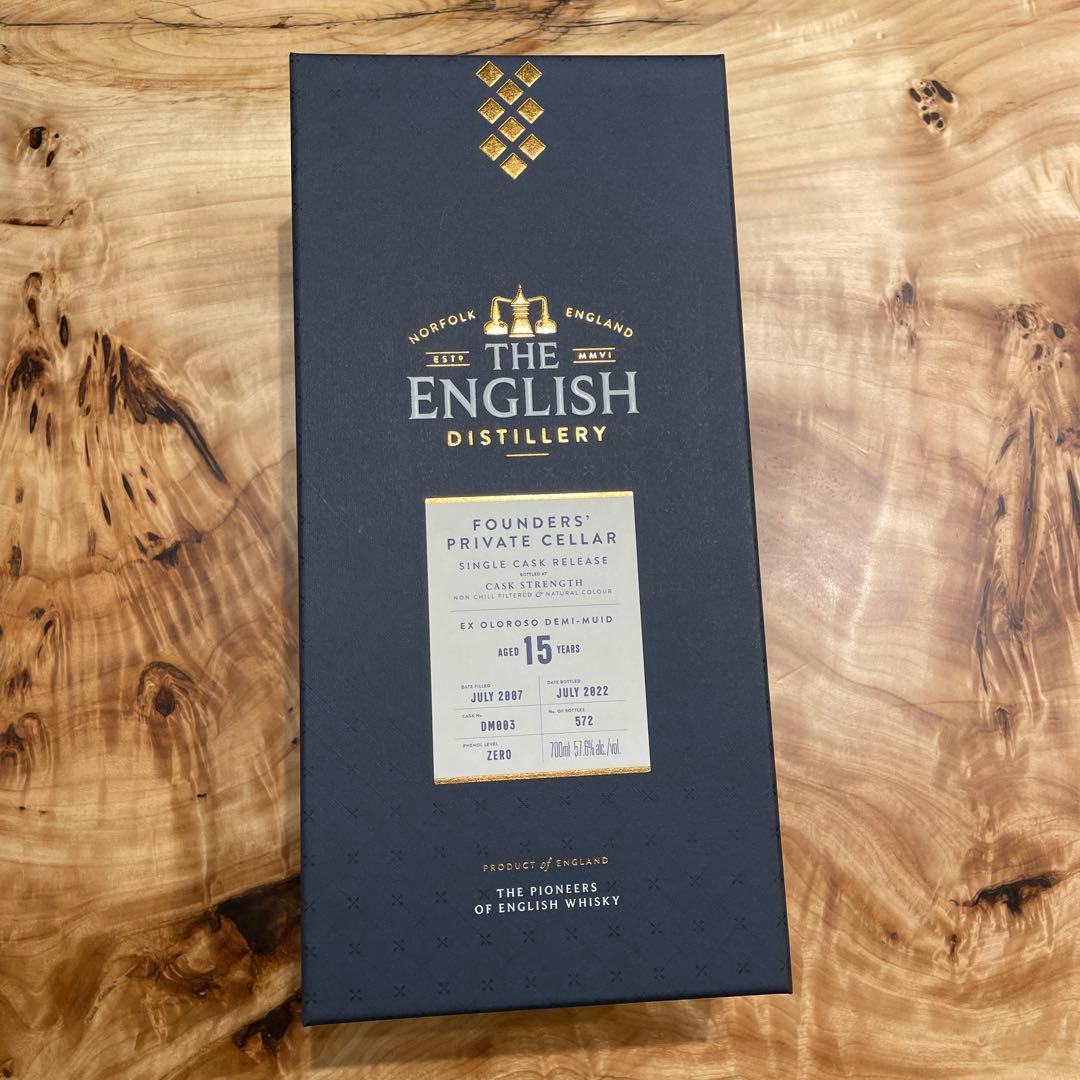 NORFOLK ENGLAND
ESTD MMVI
THE
ENGLISH
DISTILLERY
FOUNDERS'
PRIVATE CELLAR
SINGLE CASK RELEASE
BOTTLED AT
CASK STRENGTH
NON CHILL FILTERED & NATURAL COLOUR
EX OLOROSO DEMI-MUID
AGED 15 YEARS
DATE FILLED
JULY 2007
DATE BOTTLED
JULY 2022
CASK No.
DM003
No. OF BOTTLES
572
PHENOL LEVEL
ZERO
700ml 57.6% alc./vol.
PRODUCT of ENGLAND
THE PIONEERS
OF ENGLISH WHISKY